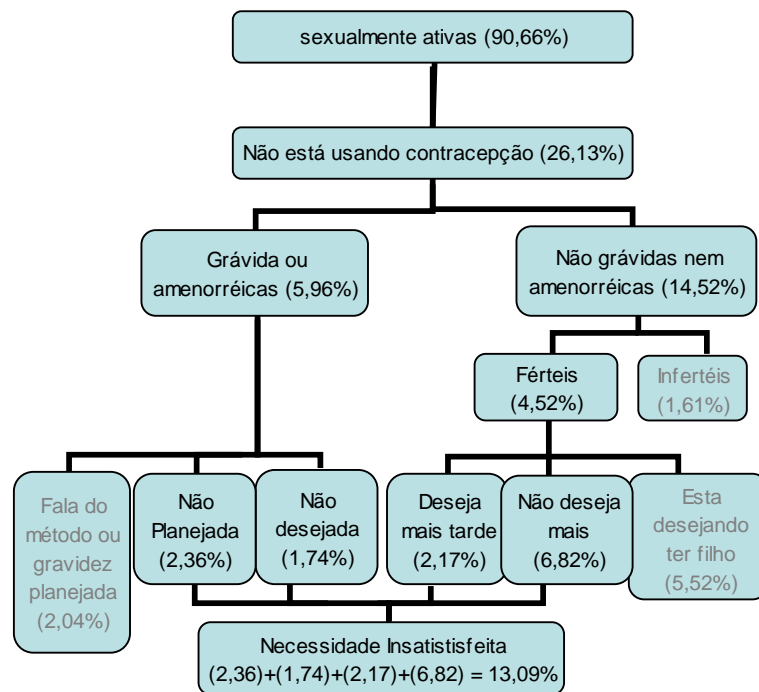 sexualmente ativas (90,66%)
Não está usando contracepção (26,13%)
Grávida ou
amenorréicas (5,96%)
Não grávidas nem
amenorréicas (14,52%)
Férteis
(4,52%)
Infertéis
(1,61%)
Fala do
método ou
gravidez
planejada
(2,04%)
Não
Planejada
(2,36%)
Não
desejada
(1,74%)
Deseja
mais tarde
(2,17%)
Não deseja
mais
(6,82%)
Esta
desejando
ter filho
(5,52%)
Necessidade Insatistisfeita
(2,36)+(1,74)+(2,17)+(6,82) = 13,09%